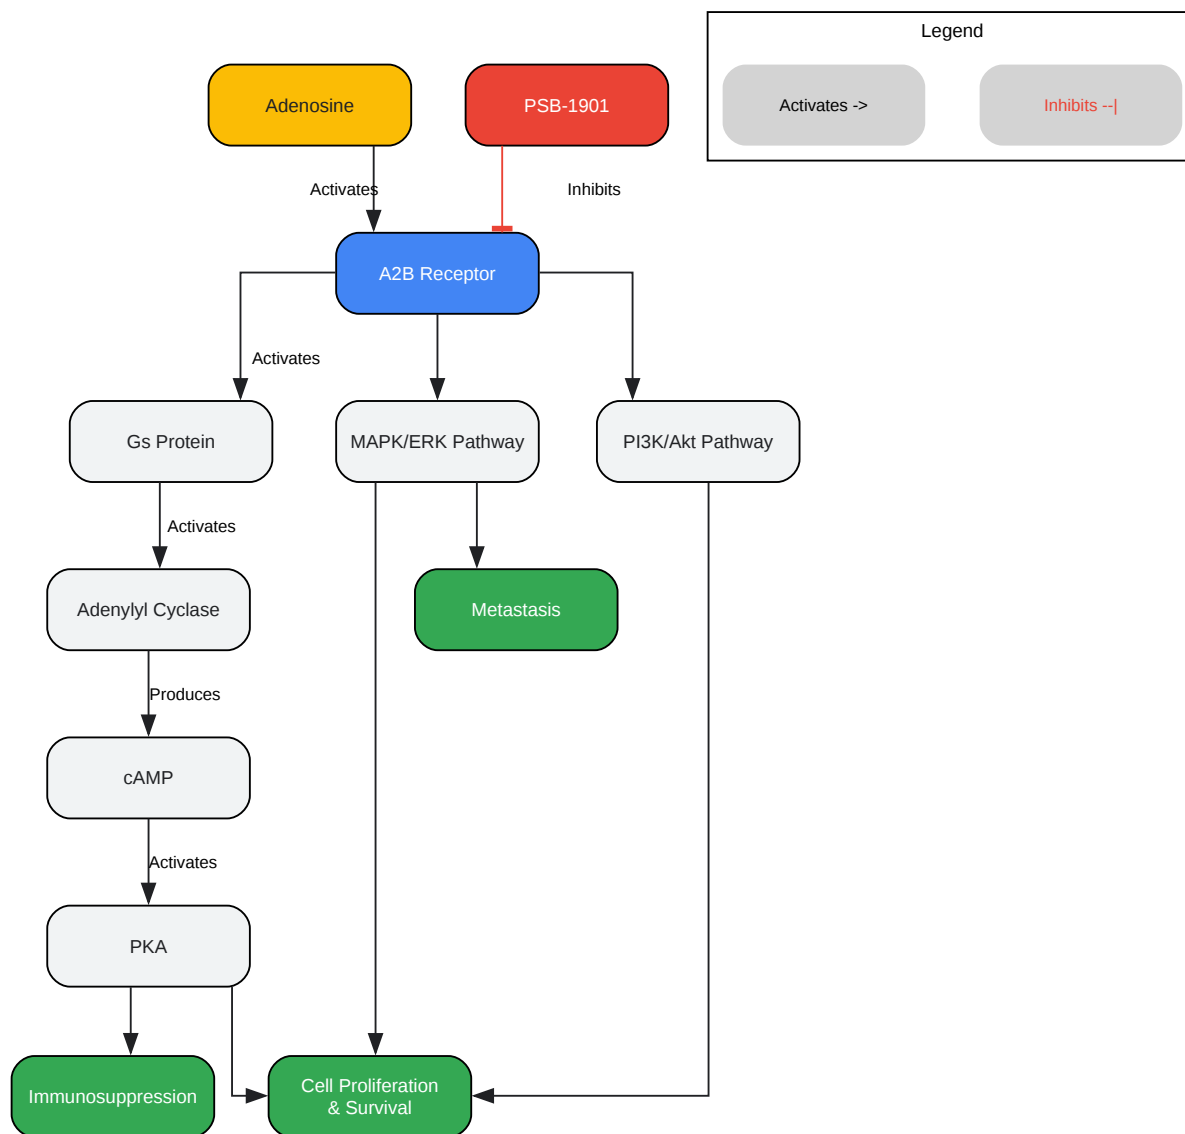 Legend
Adenosine
PSB-1901
Activates ->
Inhibits --|
Activates
Inhibits
A2B Receptor
Activates
Gs Protein
MAPK/ERK Pathway
PI3K/Akt Pathway
Activates
Adenylyl Cyclase
Metastasis
Produces
cAMP
Activates
PKA
Immunosuppression
Cell Proliferation
& Survival